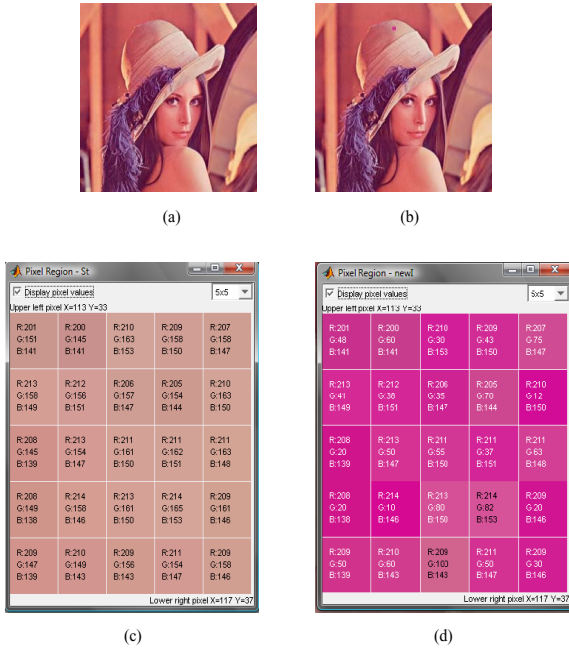 (a)
(b)
Pixel Region - St
Display pixel values
5x5
Upper left pixel X=113 Y=33
R:201 R:200 R:210 R:209 R:207
G:151 G:145 G:163 G:158 G:158
B:141 B:141 B:153 B:150 B:147
R:213 R:212 R:206 R:205 R:210
G:158 G:156 G:157 G:154 G:163
B:149 B:151 B:147 B:144 B:150
R:208 R:213 R:211 R:211 R:211
G:145 G:154 G:161 G:162 G:163
B:139 B:147 B:150 B:151 B:148
R:208 R:214 R:213 R:214 R:209
G:149 G:158 G:161 G:165 G:161
B:138 B:146 B:150 B:153 B:146
R:209 R:210 R:209 R:211 R:209
G:147 G:149 G:156 G:154 G:158
B:139 B:143 B:143 B:147 B:146
Lower right pixel X=117 Y=37
(c)
Pixel Region - newI
Display pixel values
5x5
Upper left pixel X=113 Y=33
R:201 R:200 R:210 R:209 R:207
G:48 G:60 G:30 G:43 G:75
B:141 B:141 B:153 B:150 B:147
R:213 R:212 R:206 R:205 R:210
G:41 G:38 G:35 G:70 G:12
B:149 B:151 B:147 B:144 B:150
R:208 R:213 R:211 R:211 R:211
G:20 G:50 G:55 G:37 G:63
B:139 B:147 B:150 B:151 B:148
R:208 R:214 R:213 R:214 R:209
G:20 G:10 G:80 G:82 G:20
B:138 B:146 B:150 B:153 B:146
R:209 R:210 R:209 R:211 R:209
G:50 G:60 G:103 G:50 G:30
B:139 B:143 B:143 B:147 B:146
Lower right pixel X=117 Y=37
(d)